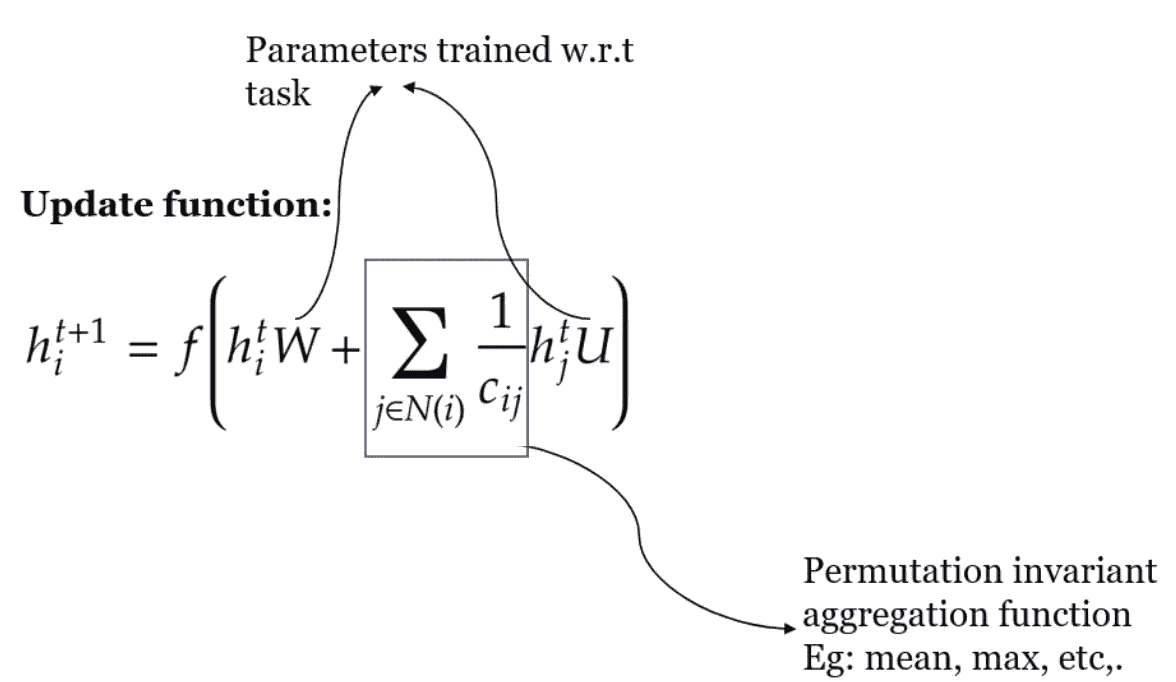 Parameters trained w.r.t
task
Update function:
$h_i^{t+1} = f\left( h_i^t W + \sum_{j \in N(i)} \frac{1}{c_{ij}} h_j^t U \right)$
Permutation invariant
aggregation function
Eg: mean, max, etc,.